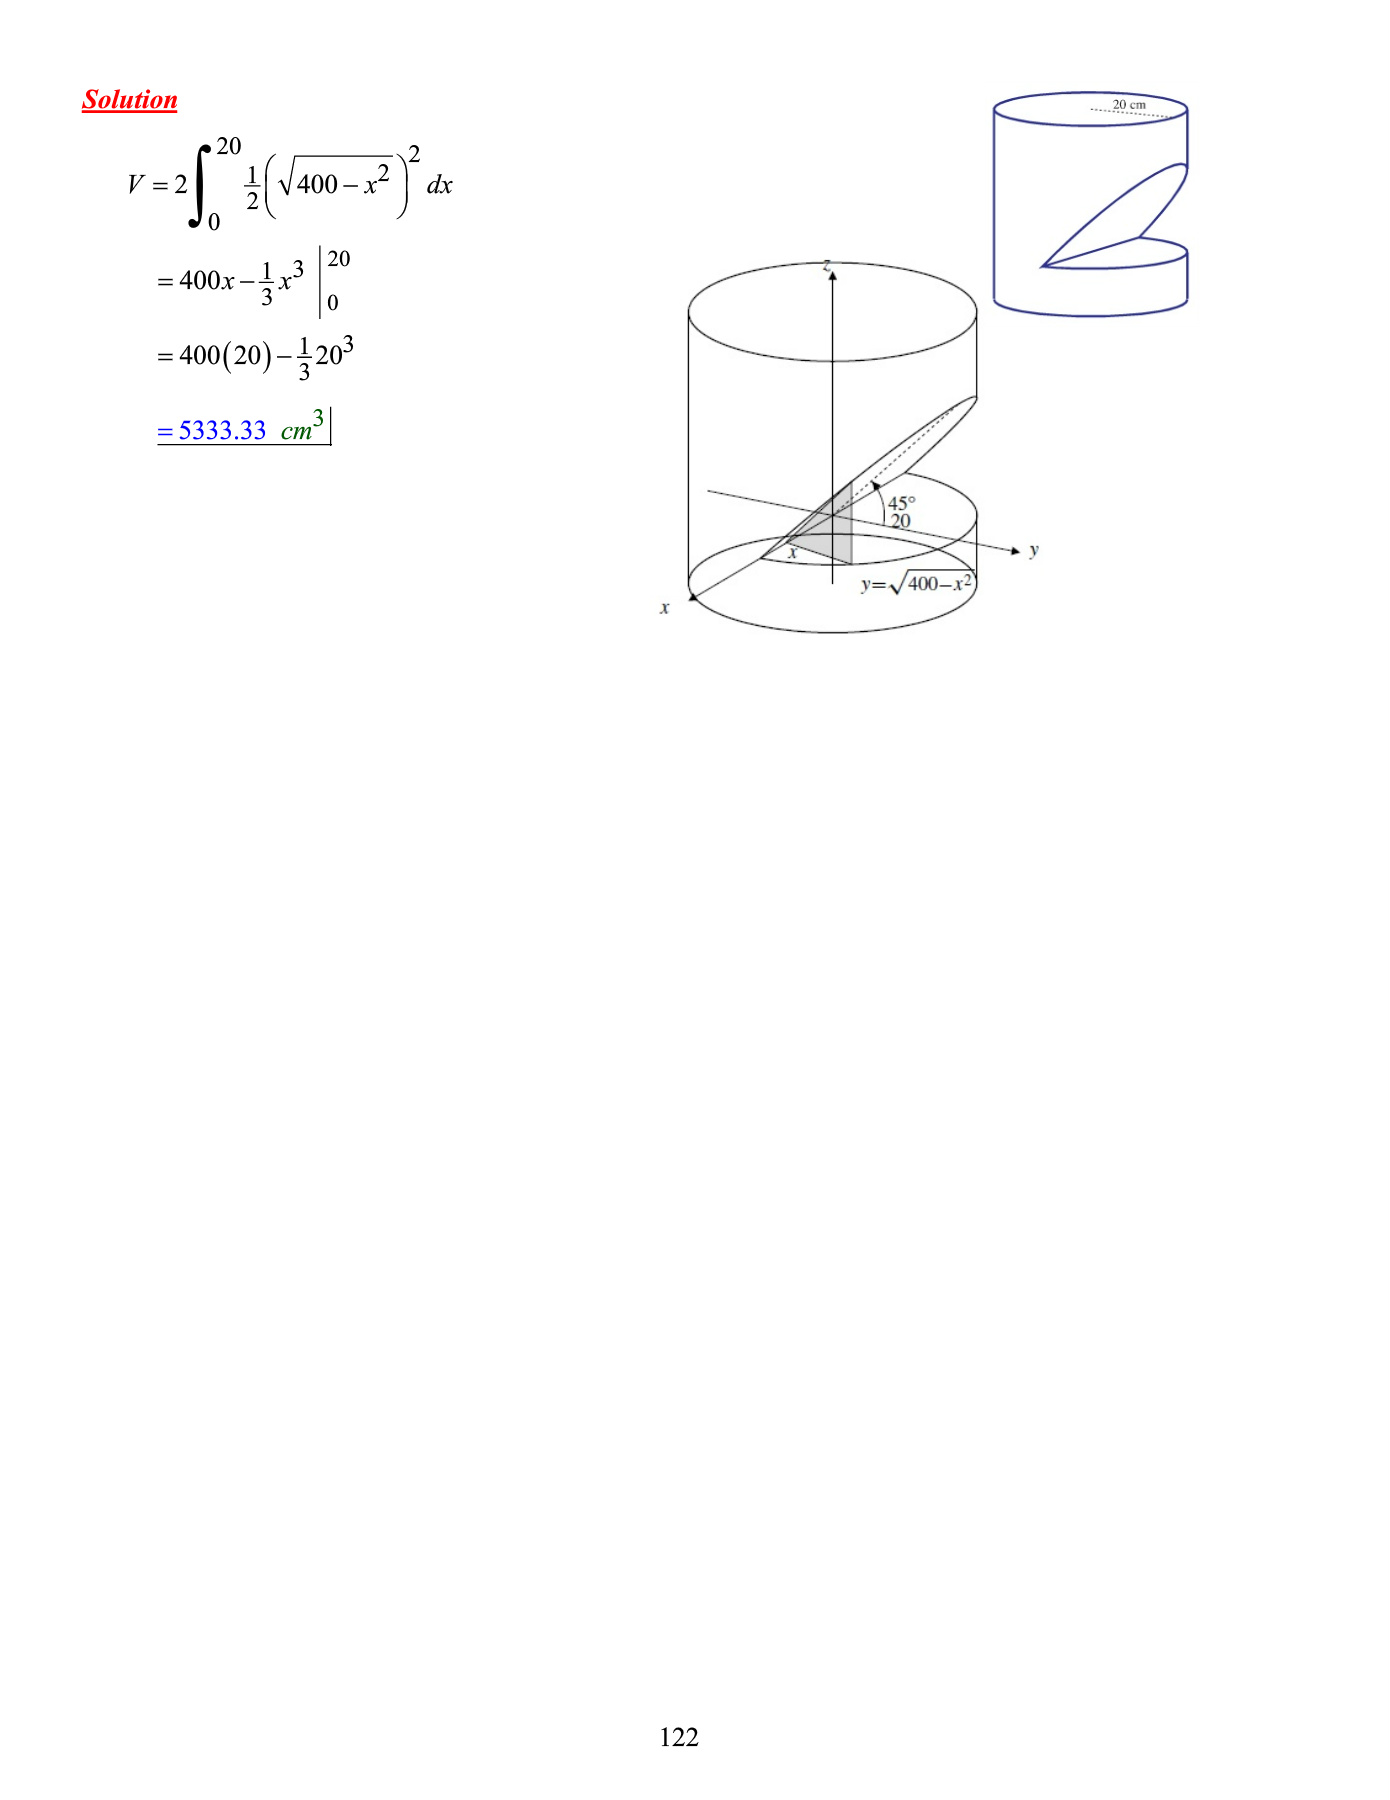 Solution
V = 2∫₀²⁰ ½(√(400 − x²))² dx
= 400x − ⅓x³ |₀²⁰
= 400(20) − ⅓20³
= 5333.33 cm³
20 cm
z
45°
20
y
x
y=√(400−x²)
x
122